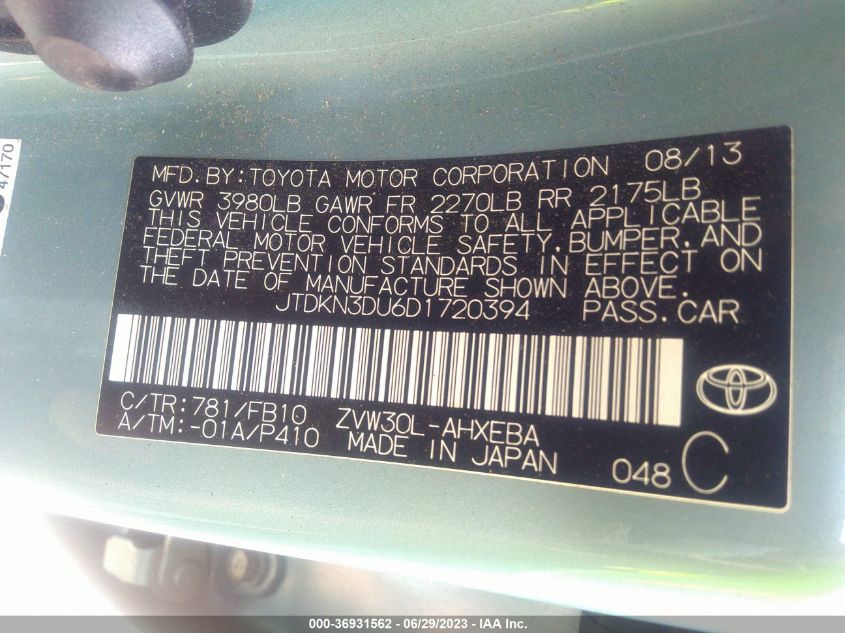 47170
MFD.BY:TOYOTA MOTOR CORPORATION 08/13
GVWR 3980LB GAWR FR 2270LB RR 2175LB
THIS VEHICLE CONFORMS TO ALL APPLICABLE
FEDERAL MOTOR VEHICLE SAFETY,BUMPER,AND
THEFT PREVENTION STANDARDS IN EFFECT ON
THE DATE OF MANUFACTURE SHOWN ABOVE.
JTDKN3DU6D1720394 PASS.CAR
C/TR:781/FB10 ZVW30L-AHXEBA
A/TM:-01A/P410 MADE IN JAPAN 048 C
000-36931562 - 06/29/2023 - IAA Inc.